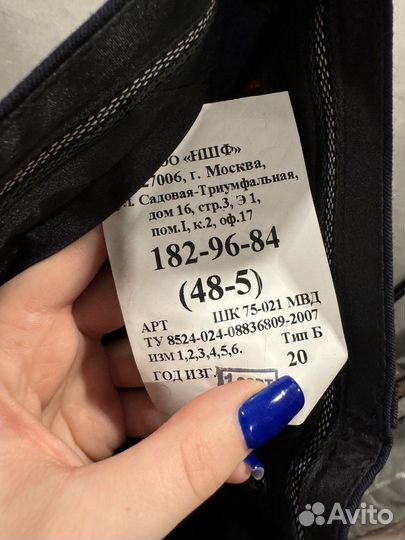 «НШФ»
27006, г. Москва,
Садовая-Триумфальная,
дом 16, стр.3, Э 1,
пом.I, к.2, оф.17
182-96-84
(48-5)
АРТ ШК 75-021 МВД
ТУ 8524-024-08836809-2007
ИЗМ 1,2,3,4,5,6. Тип Б
ГОД ИЗГ. 20
Avito